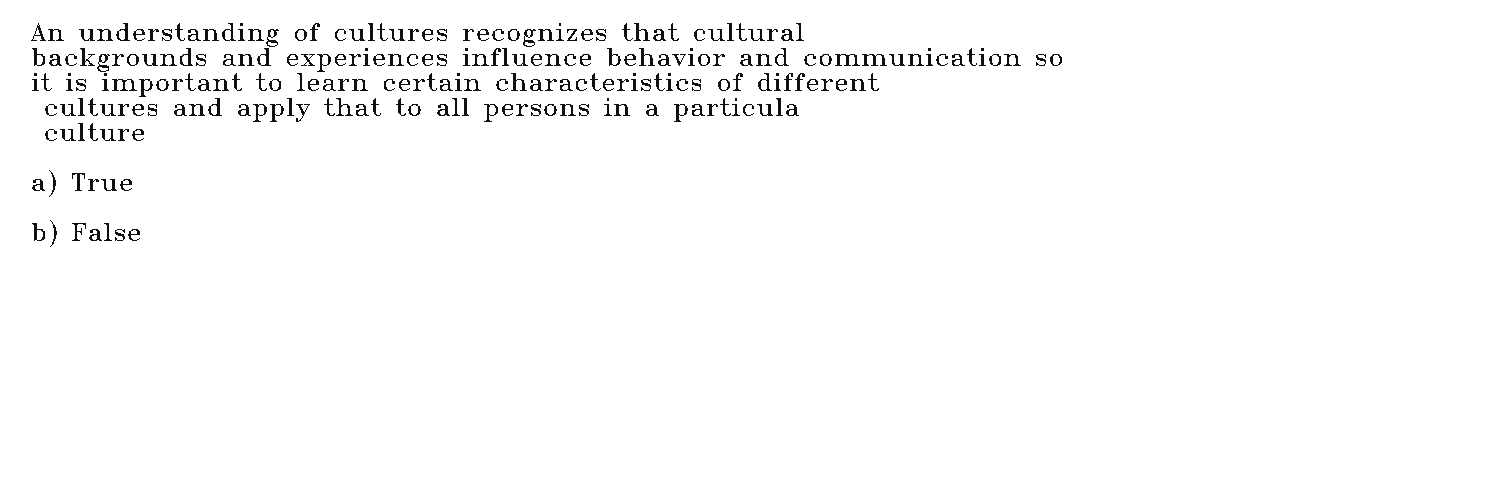 An understanding of cultures recognizes that cultural
backgrounds and experiences influence behavior and communication so
it is important to learn certain characteristics of different
cultures and apply that to all persons in a particula
culture
a) True
b) False